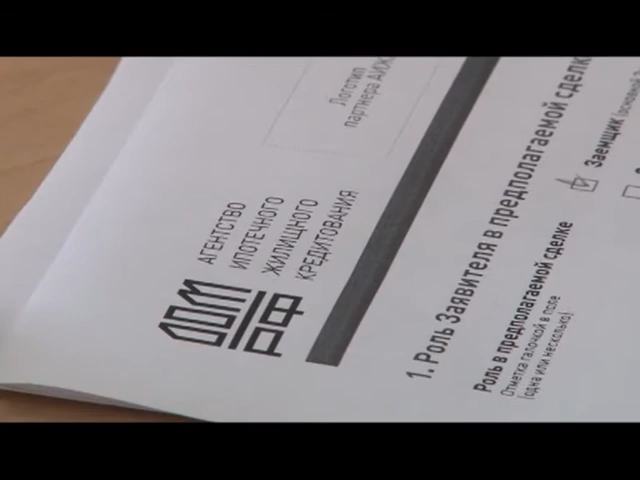 Логотип
партнера АИЖК
ДОМ
РФ
АГЕНТСТВО
ИПОТЕЧНОГО
ЖИЛИЩНОГО
КРЕДИТОВАНИЯ
1. Роль Заявителя в предполагаемой сделке
Роль в предполагаемой сделке
Отметка галочкой в поле
(одна или несколько)
Заемщик